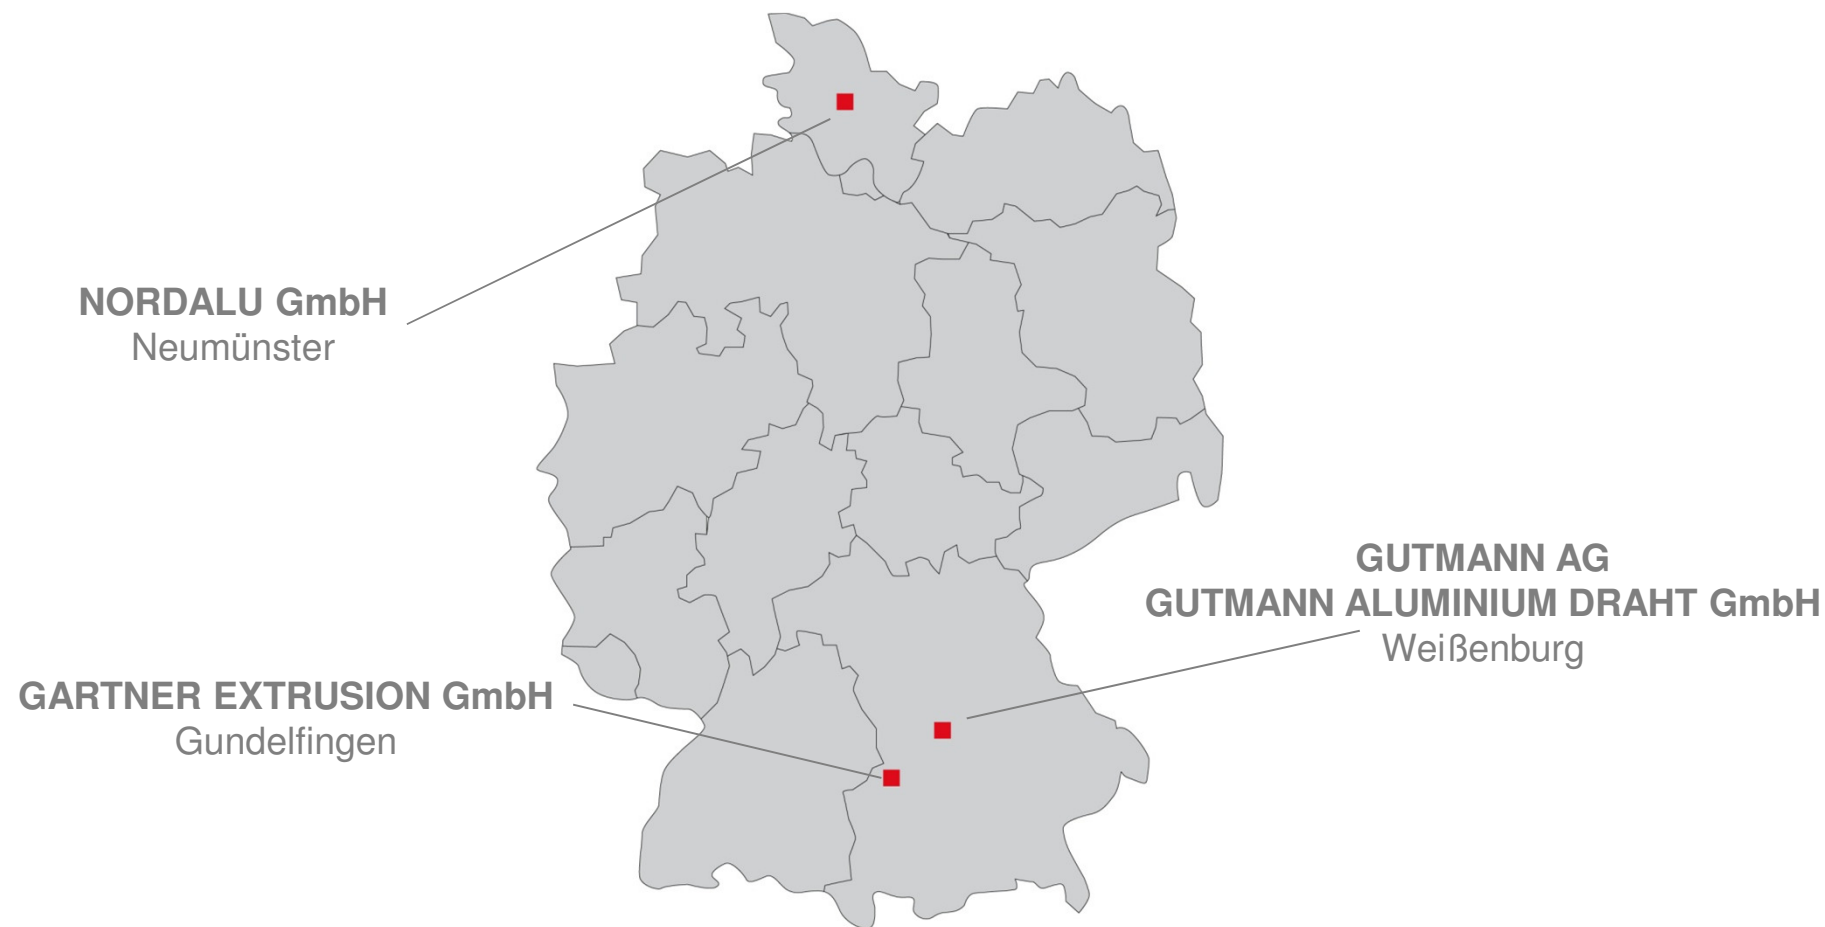 NORDALU GmbH
Neumünster
GUTMANN AG
GUTMANN ALUMINIUM DRAHT GmbH
Weißenburg
GARTNER EXTRUSION GmbH
Gundelfingen